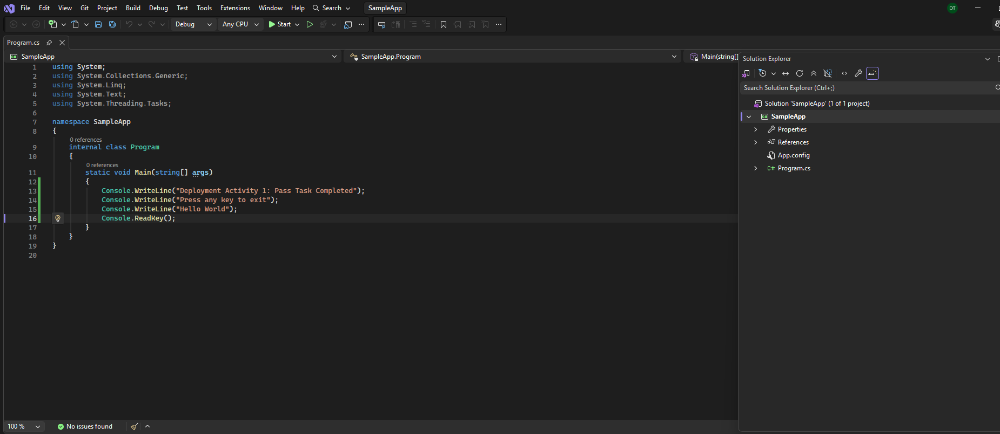 File Edit View Git Project Build Debug Test Tools Extensions Window Help Search SampleApp DT
Debug Any CPU Start
Program.cs
SampleApp SampleApp.Program Main(string[]
1 using System;
2 using System.Collections.Generic;
3 using System.Linq;
4 using System.Text;
5 using System.Threading.Tasks;
6
7 namespace SampleApp
8 {
0 references
9 internal class Program
10 {
0 references
11 static void Main(string[] args)
12 {
13 Console.WriteLine("Deployment Activity 1: Pass Task Completed");
14 Console.WriteLine("Press any key to exit");
15 Console.WriteLine("Hello World");
16 Console.ReadKey();
17 }
18 }
19 }
20
Solution Explorer
Search Solution Explorer (Ctrl+;)
Solution 'SampleApp' (1 of 1 project)
C# SampleApp
Properties
References
App.config
C# Program.cs
100 % No issues found